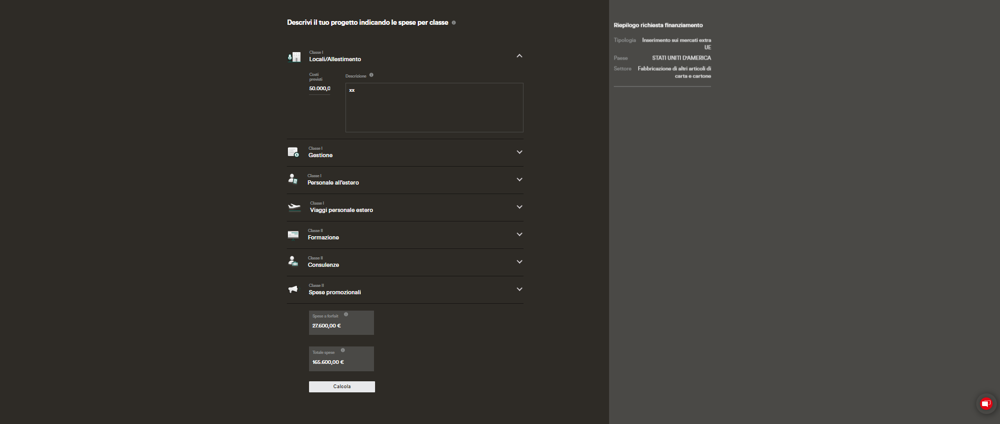 Descrivi il tuo progetto indicando le spese per classe
Classe I
Locali/Allestimento
Costi
previsti
50.000,0
Descrizione
xx
Classe I
Gestione
Classe I
Personale all'estero
Classe I
Viaggi personale estero
Classe II
Formazione
Classe II
Consulenze
Classe II
Spese promozionali
Spese a forfait
27.600,00 €
Totale spese
165.600,00 €
Calcola
Riepilogo richiesta finanziamento
Tipologia Inserimento sui mercati extra
UE
Paese STATI UNITI D'AMERICA
Settore Fabbricazione di altri articoli di
carta e cartone